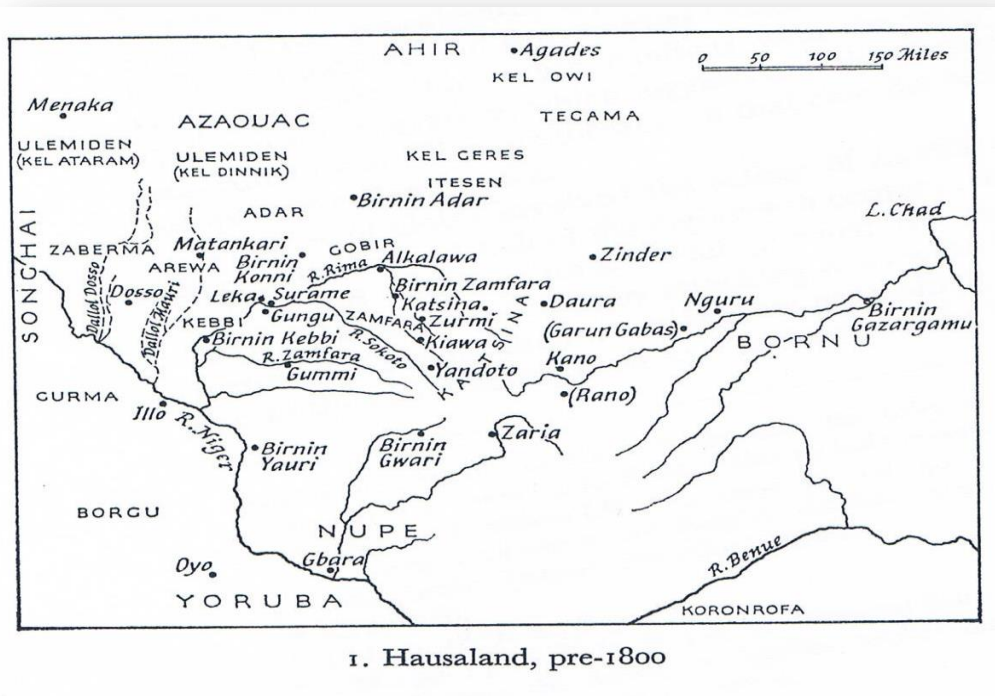 AHIR
Agades
0 50 100 150 Miles
KEL OWI
Menaka
TEGAMA
AZAOUAC
ULEMIDEN
(KEL ATARAM)
ULEMIDEN
(KEL DINNIK)
KEL GERES
ITESEN
Birnin Adar
ADAR
L. Chad
SONGHAI
ZABERMA
Matankari
GOBIR
Alkalawa
Zinder
AREWA
Birnin
Konni
R. Rima
Dallol Dosso
Dosso
Dallol Mauri
Leka
Surame
Birnin Zamfara
Katsina
Daura
Nguru
Birnin
Gazargamu
KEBBI
Gungu
ZAMFARA
Zurmi
(Garun Gabas)
BORNU
Birnin Kebbi
R. Sokoto
Kiawa
KATSINA
Kano
R. Zamfara
Gummi
Yandoto
(Rano)
GURMA
Illo
R. Niger
Birnin
Yauri
Birnin
Gwari
Zaria
BORGU
NUPE
Oyo
Gbara
R. Benue
YORUBA
KORONROFA
1. Hausaland, pre-1800